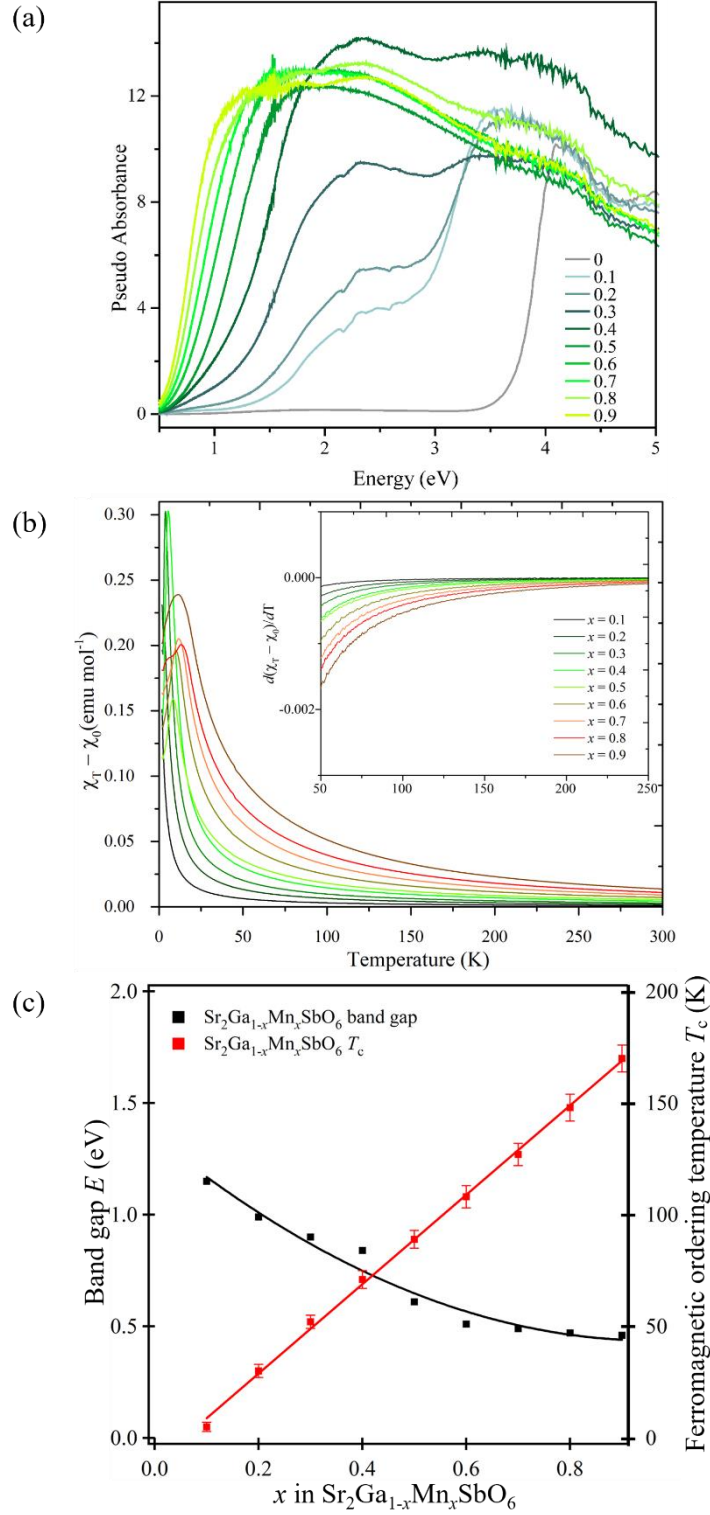 (a)
Pseudo Absorbance
12
8
4
0
0
0.1
0.2
0.3
0.4
0.5
0.6
0.7
0.8
0.9
1 2 3 4 5
Energy (eV)
(b)
χT − χ0(emu mol⁻¹)
0.30
0.25
0.20
0.15
0.10
0.05
0.00
d(χT − χ0)/dT
0.000
-0.002
x = 0.1
x = 0.2
x = 0.3
x = 0.4
x = 0.5
x = 0.6
x = 0.7
x = 0.8
x = 0.9
50 100 150 200 250
0 50 100 150 200 250 300
Temperature (K)
(c)
Band gap E (eV)
2.0
1.5
1.0
0.5
0.0
Sr₂Ga₁₋ₓMnₓSbO₆ band gap
Sr₂Ga₁₋ₓMnₓSbO₆ Tc
200
150
100
50
0
Ferromagnetic ordering temperature Tc (K)
0.0 0.2 0.4 0.6 0.8
x in Sr₂Ga₁₋ₓMnₓSbO₆